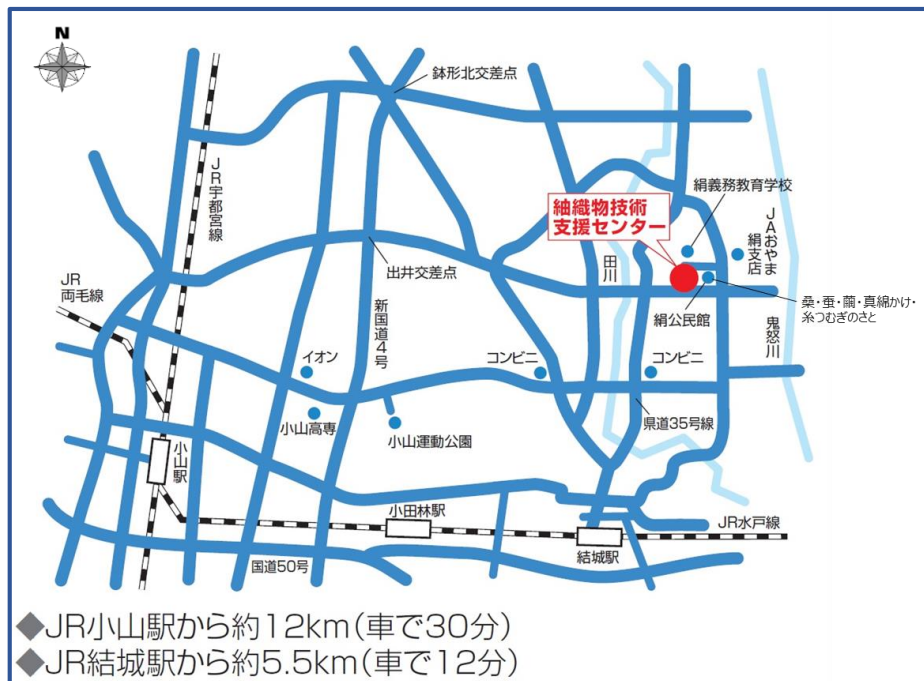 N
鉢形北交差点
JR宇都宮線
絹義務教育学校
紬織物技術
支援センター
JAおやま
絹支店
田川
出井交差点
JR
両毛線
新国道4号
絹公民館
桑・蚕・繭・真綿かけ・
糸つむぎのさと
鬼怒川
イオン
コンビニ
コンビニ
小山高専
小山運動公園
県道35号線
小山駅
小田林駅
JR水戸線
結城駅
国道50号
◆JR小山駅から約12km(車で30分)
◆JR結城駅から約5.5km(車で12分)